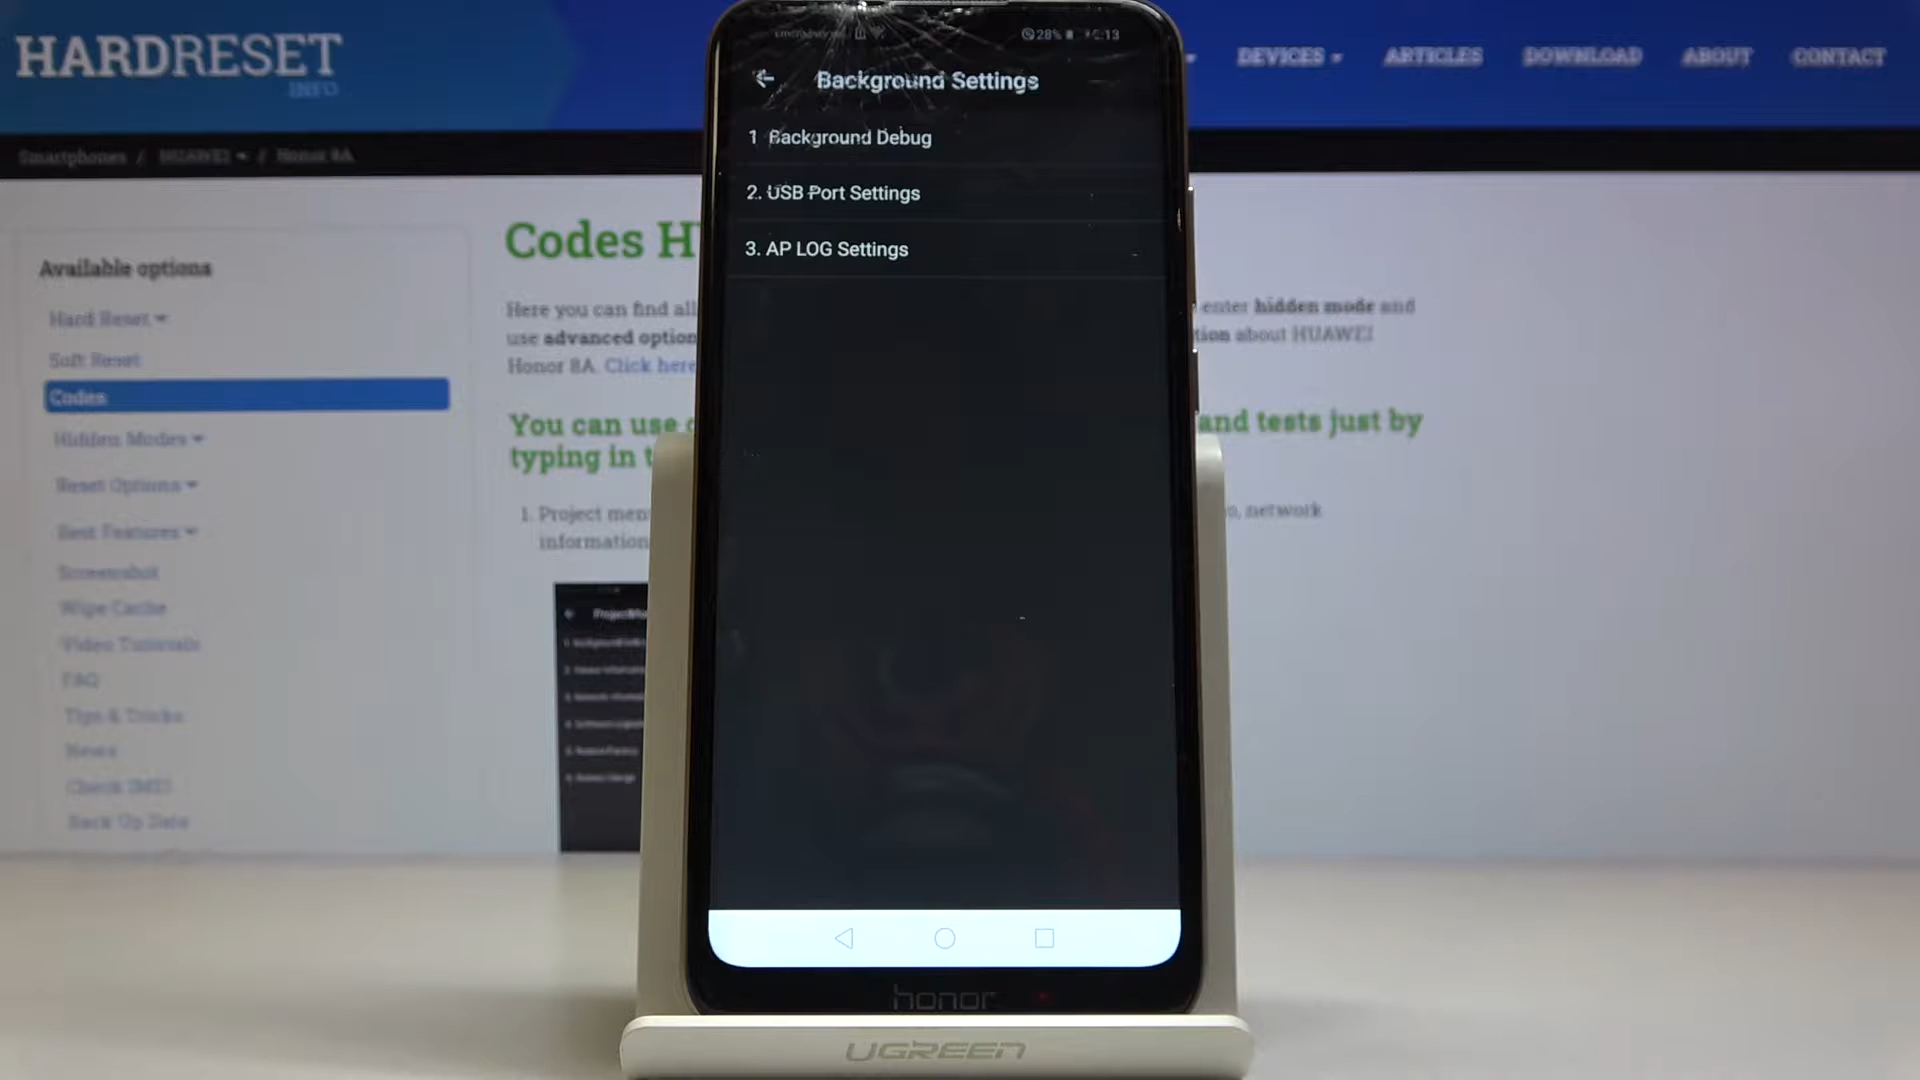 HARDRESET
.INFO
DEVICES
ARTICLES
DOWNLOAD
ABOUT
CONTACT
Smartphones / HUAWEI / Honor 8A
28%
Background Settings
1 Background Debug
2. USB Port Settings
3. AP LOG Settings
Available options
Hard Reset
Soft Reset
Codes
Hidden Modes
Reset Options
Best Features
Screenshot
Wipe Cache
Video Tutorials
FAQ
Tips & Tricks
News
Check IMEI
Back Up Data
Codes H
Here you can find all enter hidden mode and
use advanced option about HUAWEI
Honor 8A. Click here
You can use and tests just by
typing in
1. Project men network
information
honor
UGREEN